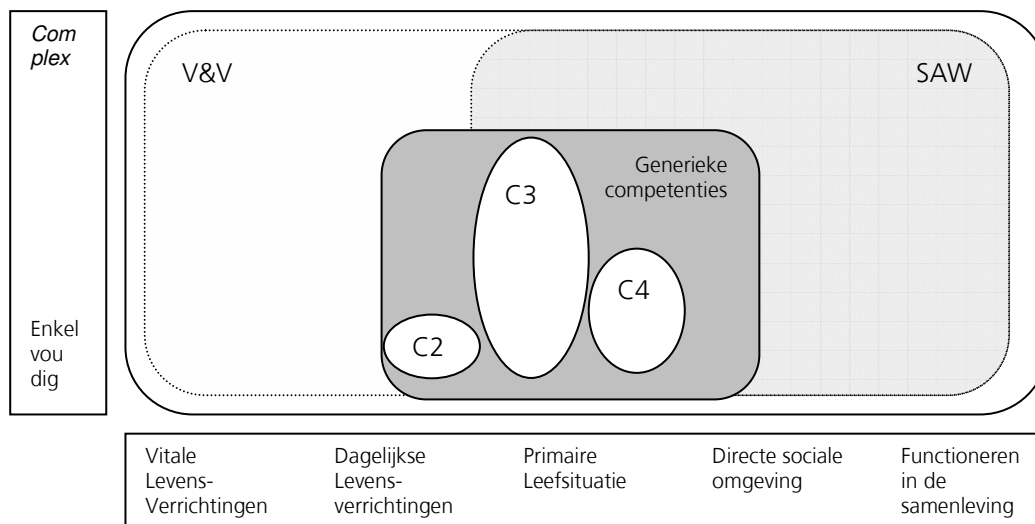 Com
plex
Enkel
vou
dig
V&V
SAW
Generieke
competenties
C3
C4
C2
Vitale
Levens-
Verrichtingen
Dagelijkse
Levens-
verrichtingen
Primaire
Leefsituatie
Directe sociale
omgeving
Functioneren
in de
samenleving